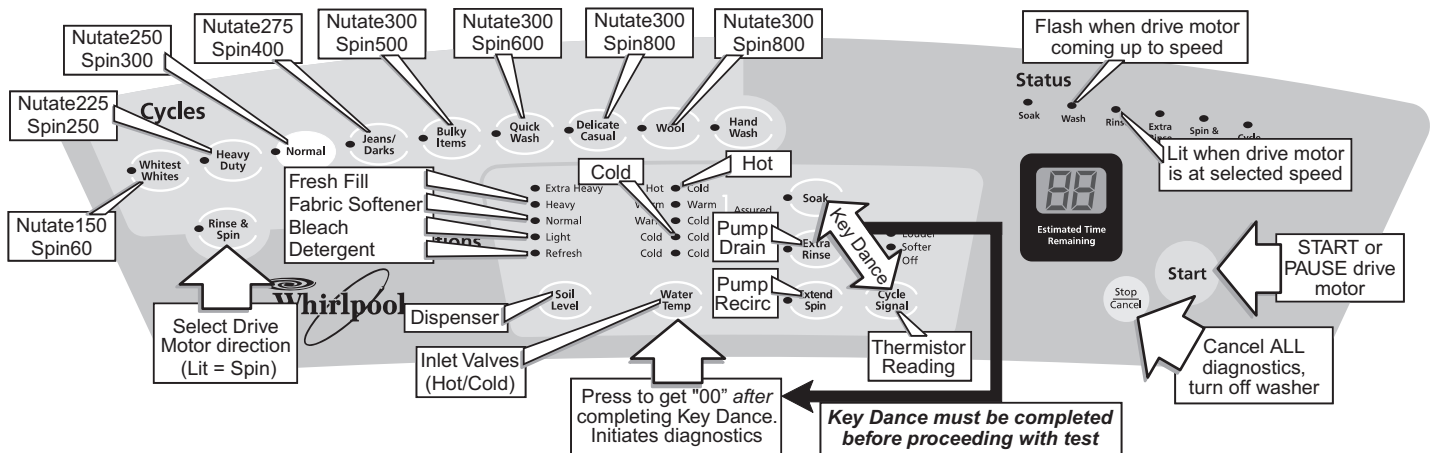 Nutate275
Spin400
Nutate300
Spin500
Nutate300
Spin600
Nutate300
Spin800
Nutate300
Spin800
Flash when drive motor
coming up to speed
Nutate250
Spin300
Status
Nutate225
Spin250
Cycles
Soak
Wash
Extra
Spin &
Whitest
Whites
Heavy
Duty
Normal
Jeans/
Darks
Bulky
Items
Quick
Wash
Delicate
Casual
Wool
Hand
Wash
Lit when drive motor
is at selected speed
Cold
Hot
Fresh Fill
Fabric Softener
Bleach
Detergent
Extra Heavy
Heavy
Normal
Light
Refresh
Hot Cold
Warm
Cold
Cold Cold
Cold Cold
Assured
Soak
Nutate150
Spin60
Rinse &
Spin
Pump
Drain
Extra
Rinse
Key Dance
Softer
Off
88
Estimated Time
Remaining
START or
PAUSE drive
motor
Start
Stop
Cancel
Whirlpool
Select Drive
Motor direction
(Lit = Spin)
Dispenser
Soil
Level
Water
Temp
Pump
Recirc
Extend
Spin
Cycle
Signal
Inlet Valves
(Hot/Cold)
Thermistor
Reading
Cancel ALL
diagnostics,
turn off washer
Press to get "00" after
completing Key Dance.
Initiates diagnostics
Key Dance must be completed
before proceeding with test